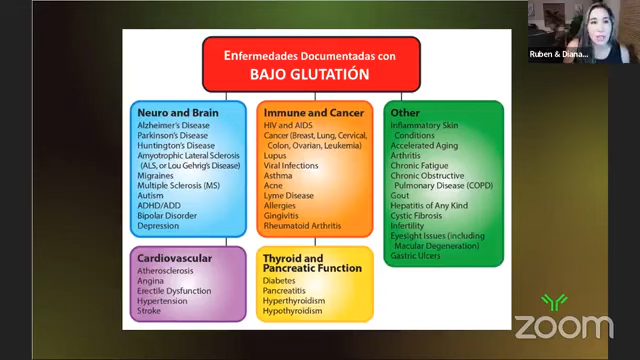 Enfermedades Documentadas con
BAJO GLUTATIÓN
Neuro and Brain
Alzheimer's Disease
Parkinson's Disease
Huntington's Disease
Amyotrophic Lateral Sclerosis
(ALS, or Lou Gehrig's Disease)
Migraines
Multiple Sclerosis (MS)
Autism
ADHD/ADD
Bipolar Disorder
Depression
Immune and Cancer
HIV and AIDS
Cancer (Breast, Lung, Cervical,
Colon, Ovarian, Leukemia)
Lupus
Viral Infections
Asthma
Acne
Lyme Disease
Allergies
Gingivitis
Rheumatoid Arthritis
Other
Inflammatory Skin
Conditions
Accelerated Aging
Arthritis
Chronic Fatigue
Chronic Obstructive
Pulmonary Disease (COPD)
Gout
Hepatitis of Any Kind
Cystic Fibrosis
Infertility
Eyesight Issues (including
Macular Degeneration)
Gastric Ulcers
Cardiovascular
Atherosclerosis
Angina
Erectile Dysfunction
Hypertension
Stroke
Thyroid and
Pancreatic Function
Diabetes
Pancreatitis
Hyperthyroidism
Hypothyroidism
Ruben & Diana...
zoom